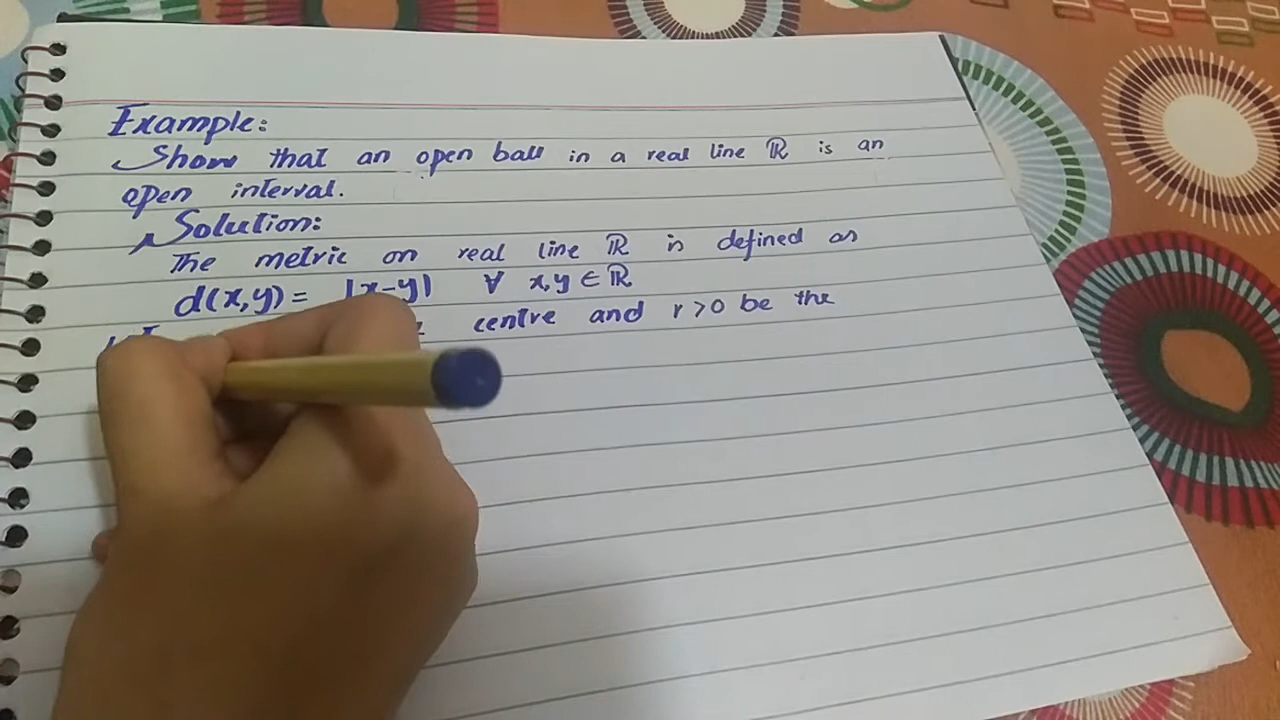 Example:
Show that an open ball in a real line ℝ is an
open interval.
Solution:
The metric on real line ℝ is defined as
d(x,y) = |x-y| ∀ x,y ∈ ℝ
centre and r > 0 be the